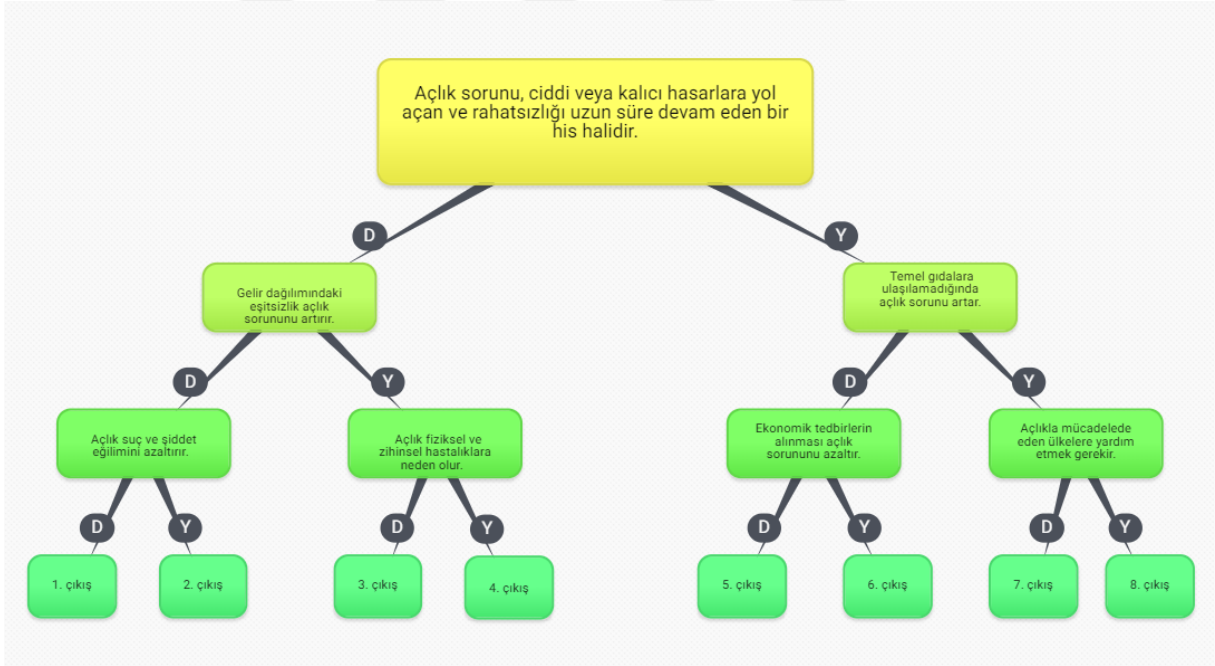 Açlık sorunu, ciddi veya kalıcı hasarlara yol
açan ve rahatsızlığı uzun süre devam eden bir
his halidir.
D
Y
Gelir dağılımındaki
eşitsizlik açlık
sorununu artırır.
Temel gıdalara
ulaşılamadığında
açlık sorunu artar.
D
Y
D
Y
Açlık suç ve şiddet
eğilimini azaltırır.
Açlık fiziksel ve
zihinsel hastalıklara
neden olur.
Ekonomik tedbirlerin
alınması açlık
sorununu azaltır.
Açlıkla mücadelede
eden ülkelere yardım
etmek gerekir.
D
Y
D
Y
D
Y
D
Y
1. çıkış
2. çıkış
3. çıkış
4. çıkış
5. çıkış
6. çıkış
7. çıkış
8. çıkış